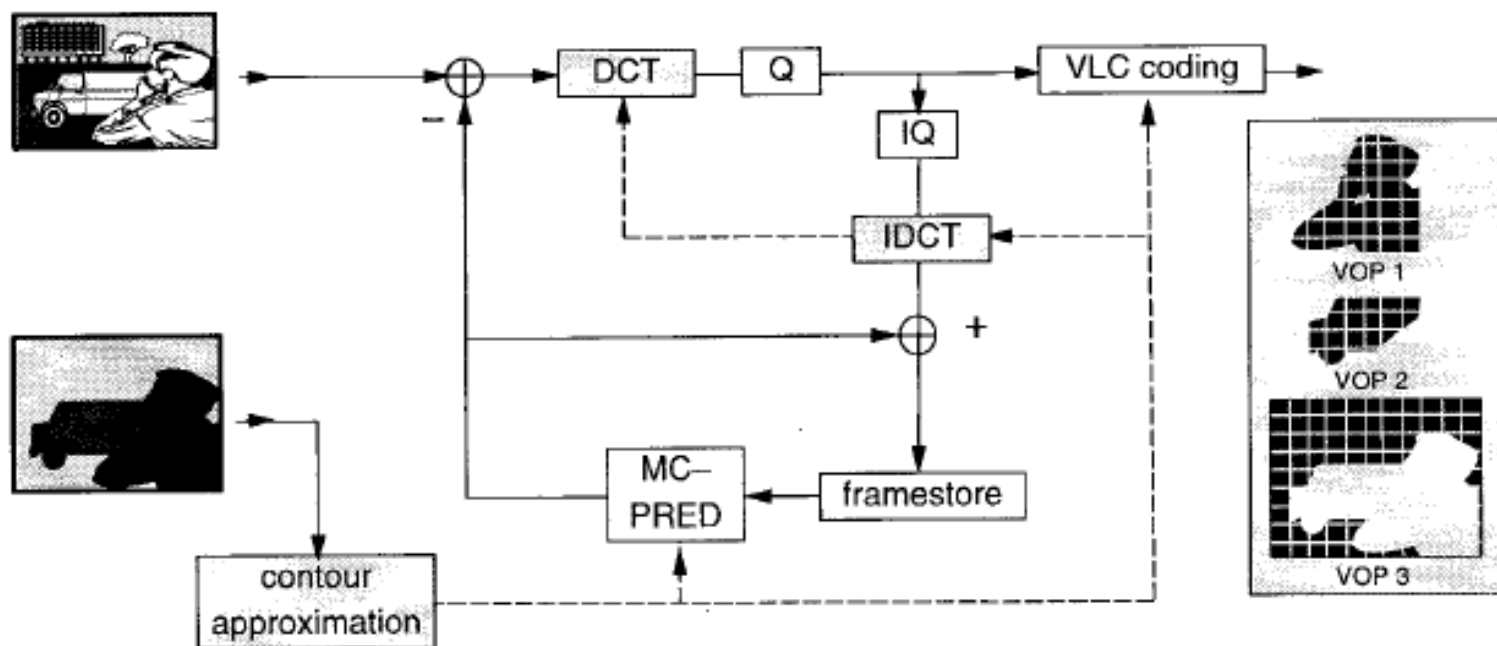 DCT
Q
VLC coding
–
IQ
IDCT
VOP 1
+
VOP 2
MC–
PRED
framestore
VOP 3
contour
approximation